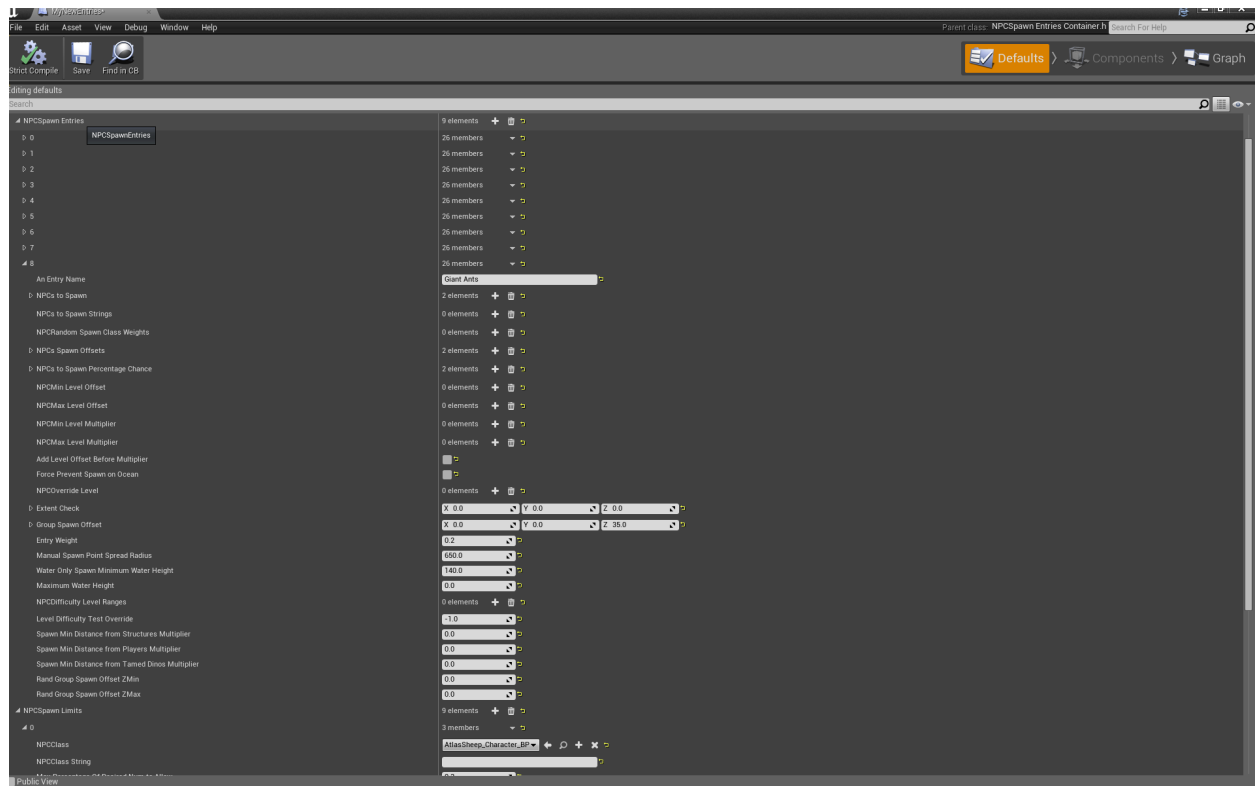 MyNewEntries*
File Edit Asset View Debug Window Help
Parent class: NPCSpawn Entries Container.h Search For Help
Strict Compile Save Find in CB
Defaults Components Graph
Editing defaults
Search
NPCSpawn Entries 9 elements
NPCSpawnEntries
0 26 members
1 26 members
2 26 members
3 26 members
4 26 members
5 26 members
6 26 members
7 26 members
8 26 members
An Entry Name Giant Ants
NPCs to Spawn 2 elements
NPCs to Spawn Strings 0 elements
NPCRandom Spawn Class Weights 0 elements
NPCs Spawn Offsets 2 elements
NPCs to Spawn Percentage Chance 2 elements
NPCMin Level Offset 0 elements
NPCMax Level Offset 0 elements
NPCMin Level Multiplier 0 elements
NPCMax Level Multiplier 0 elements
Add Level Offset Before Multiplier
Force Prevent Spawn on Ocean
NPCOverride Level 0 elements
Extent Check X 0.0 Y 0.0 Z 0.0
Group Spawn Offset X 0.0 Y 0.0 Z 35.0
Entry Weight 0.2
Manual Spawn Point Spread Radius 650.0
Water Only Spawn Minimum Water Height 140.0
Maximum Water Height 0.0
NPCDifficulty Level Ranges 0 elements
Level Difficulty Test Override -1.0
Spawn Min Distance from Structures Multiplier 0.0
Spawn Min Distance from Players Multiplier 0.0
Spawn Min Distance from Tamed Dinos Multiplier 0.0
Rand Group Spawn Offset ZMin 0.0
Rand Group Spawn Offset ZMax 0.0
NPCSpawn Limits 9 elements
0 3 members
NPCClass AtlasSheep_Character_BP
NPCClass String
Max Percentage Of Desired Num to Allow
Public View